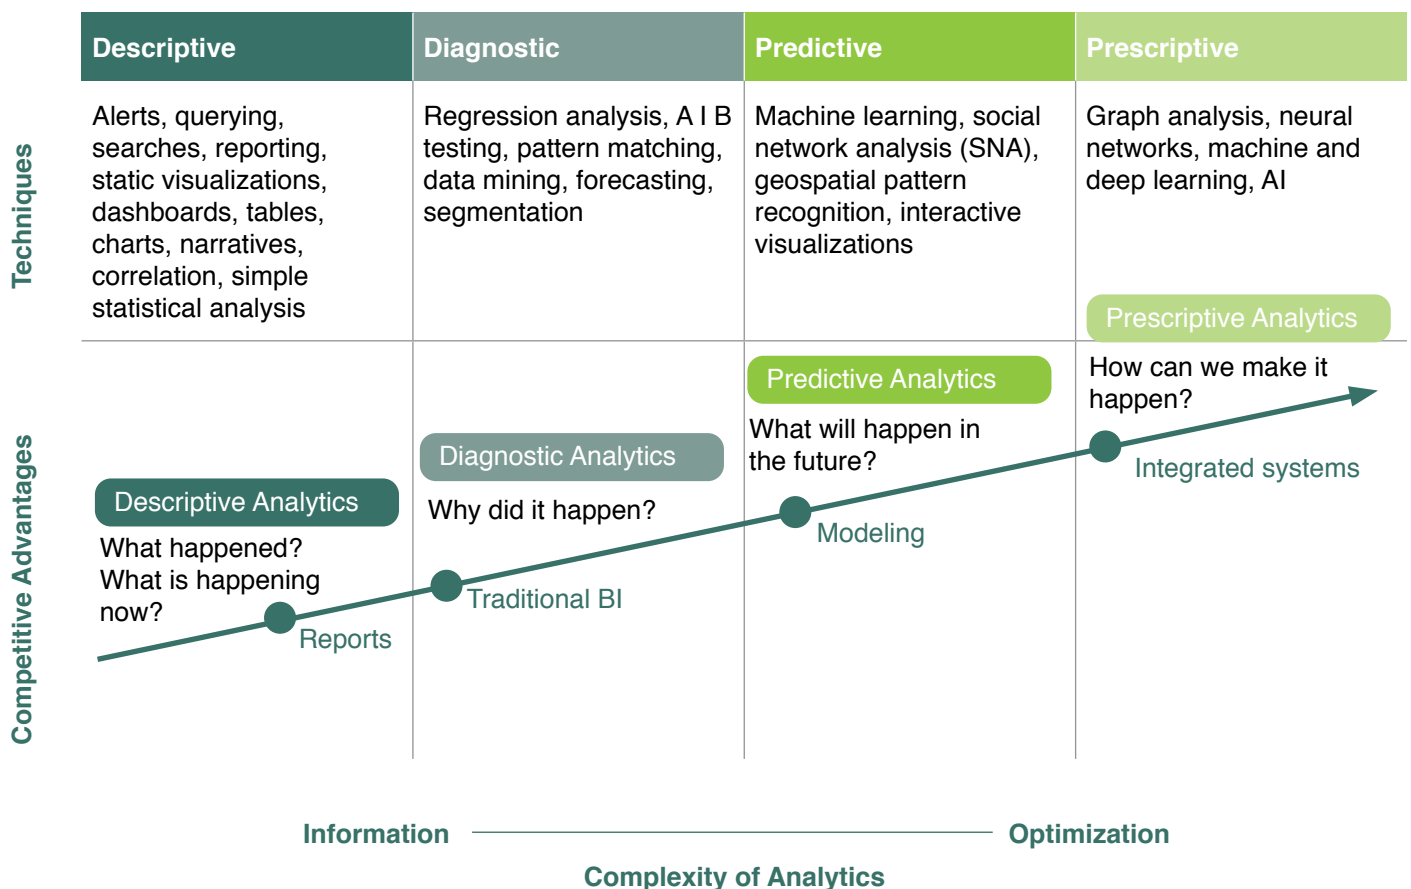 Descriptive
Diagnostic
Predictive
Prescriptive
Techniques
Alerts, querying,
searches, reporting,
static visualizations,
dashboards, tables,
charts, narratives,
correlation, simple
statistical analysis
Regression analysis, A I B
testing, pattern matching,
data mining, forecasting,
segmentation
Machine learning, social
network analysis (SNA),
geospatial pattern
recognition, interactive
visualizations
Graph analysis, neural
networks, machine and
deep learning, AI
Competitive Advantages
Descriptive Analytics
What happened?
What is happening
now?
Reports
Diagnostic Analytics
Why did it happen?
Traditional BI
Predictive Analytics
What will happen in
the future?
Modeling
Prescriptive Analytics
How can we make it
happen?
Integrated systems
Information
Optimization
Complexity of Analytics